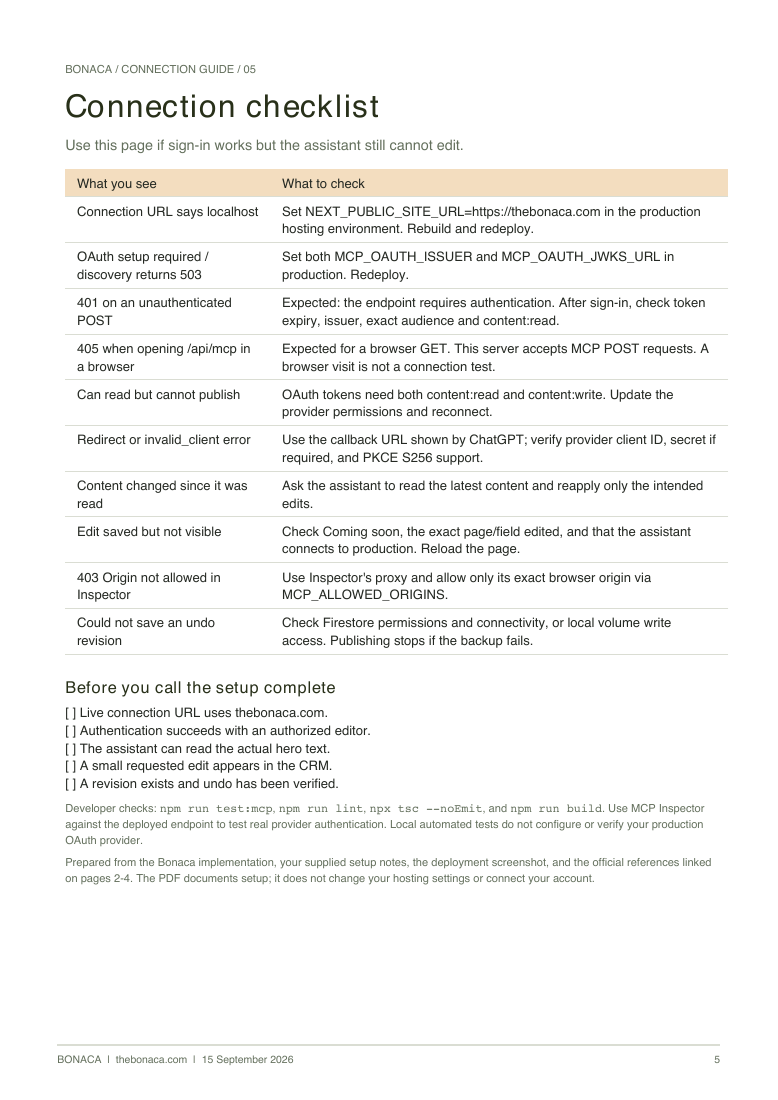 BONACA / CONNECTION GUIDE / 05
Connection checklist
Use this page if sign-in works but the assistant still cannot edit.
What you see What to check
Connection URL says localhost Set NEXT_PUBLIC_SITE_URL=https://thebonaca.com in the production
hosting environment. Rebuild and redeploy.
OAuth setup required / Set both MCP_OAUTH_ISSUER and MCP_OAUTH_JWKS_URL in
discovery returns 503 production. Redeploy.
401 on an unauthenticated Expected: the endpoint requires authentication. After sign-in, check token
POST expiry, issuer, exact audience and content:read.
405 when opening /api/mcp in Expected for a browser GET. This server accepts MCP POST requests. A
a browser browser visit is not a connection test.
Can read but cannot publish OAuth tokens need both content:read and content:write. Update the
provider permissions and reconnect.
Redirect or invalid_client error Use the callback URL shown by ChatGPT; verify provider client ID, secret if
required, and PKCE S256 support.
Content changed since it was Ask the assistant to read the latest content and reapply only the intended
read edits.
Edit saved but not visible Check Coming soon, the exact page/field edited, and that the assistant
connects to production. Reload the page.
403 Origin not allowed in Use Inspector's proxy and allow only its exact browser origin via
Inspector MCP_ALLOWED_ORIGINS.
Could not save an undo Check Firestore permissions and connectivity, or local volume write
revision access. Publishing stops if the backup fails.
Before you call the setup complete
[ ] Live connection URL uses thebonaca.com.
[ ] Authentication succeeds with an authorized editor.
[ ] The assistant can read the actual hero text.
[ ] A small requested edit appears in the CRM.
[ ] A revision exists and undo has been verified.
Developer checks: npm run test:mcp, npm run lint, npx tsc --noEmit, and npm run build. Use MCP Inspector
against the deployed endpoint to test real provider authentication. Local automated tests do not configure or verify your production
OAuth provider.
Prepared from the Bonaca implementation, your supplied setup notes, the deployment screenshot, and the official references linked
on pages 2-4. The PDF documents setup; it does not change your hosting settings or connect your account.
BONACA | thebonaca.com | 15 September 2026 5